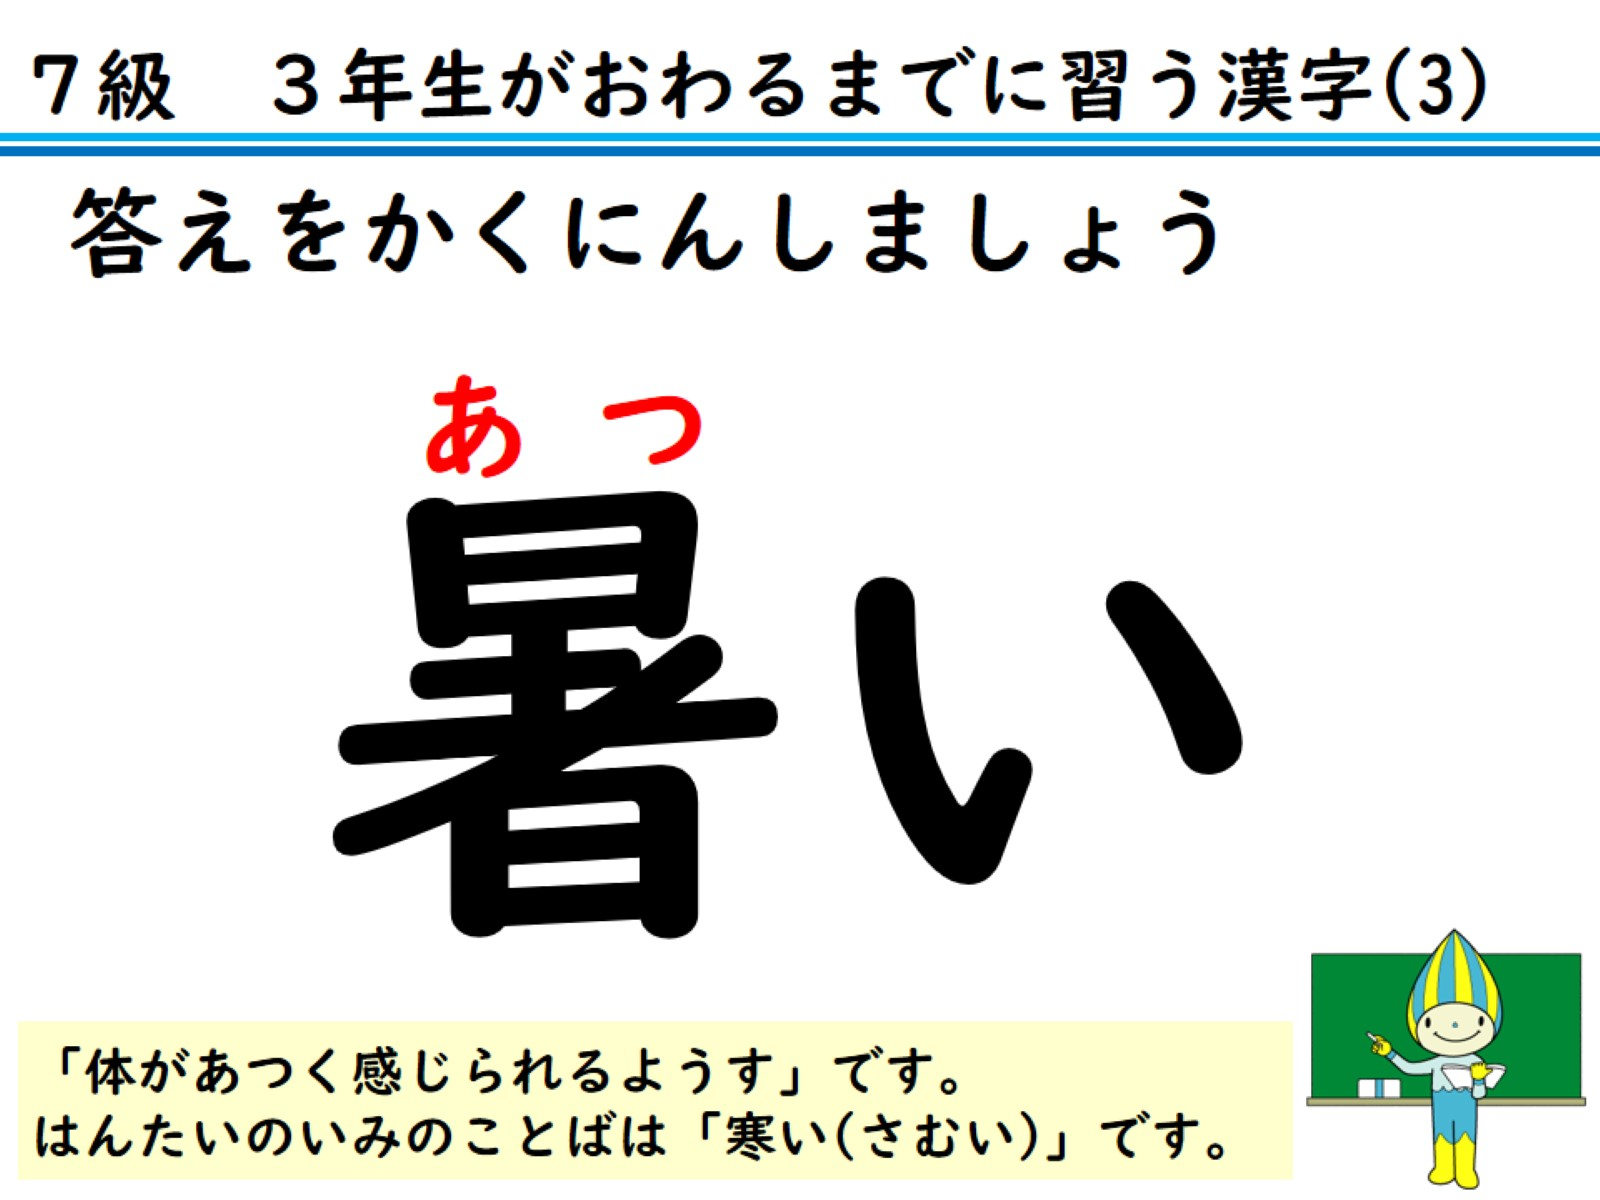 ７級　３年生がおわるまでに習う漢字(3)
答えをかくにんしましょう
あつ
暑い
「体があつく感じられるようす」です。
はんたいのいみのことばは「寒い(さむい)」です。